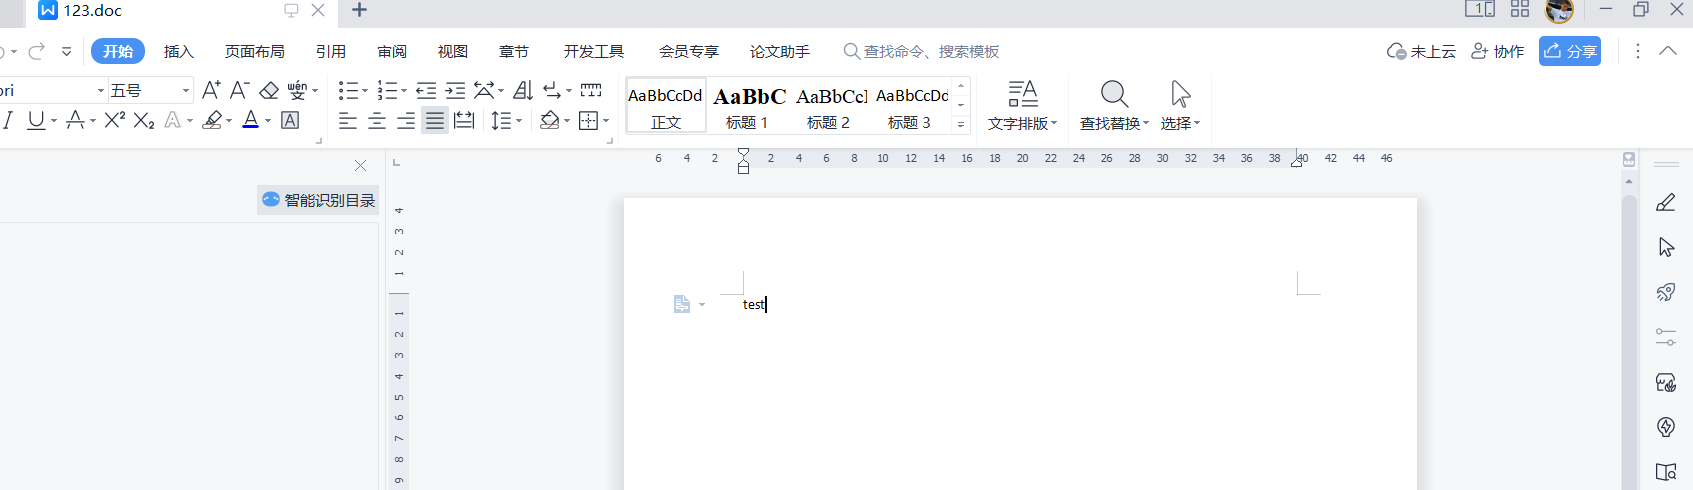 123.doc
1
开始 插入 页面布局 引用 审阅 视图 章节 开发工具 会员专享 论文助手 查找命令、搜索模板 未上云 协作 分享
ori 五号 A+ A- wén AaBbCcDd AaBbC AaBbCc AaBbCcDd
I U A X² X₂ A A A 正文 标题 1 标题 2 标题 3 文字排版 查找替换 选择
6 4 2 2 4 6 8 10 12 14 16 18 20 22 24 26 28 30 32 34 36 38 40 42 44 46
智能识别目录
4
3
2
1
1
2
3
4
5
6
7
8
9
test